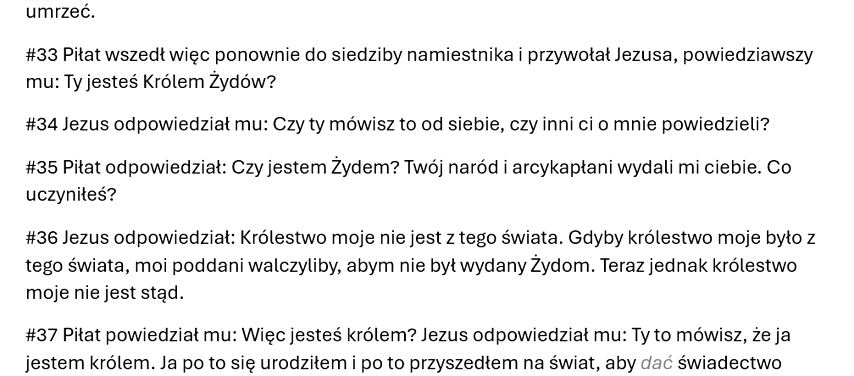 umrzeć.
#33 Piłat wszedł więc ponownie do siedziby namiestnika i przywołał Jezusa, powiedziawszy
mu: Ty jesteś Królem Żydów?
#34 Jezus odpowiedział mu: Czy ty mówisz to od siebie, czy inni ci o mnie powiedzieli?
#35 Piłat odpowiedział: Czy jestem Żydem? Twój naród i arcykapłani wydali mi ciebie. Co
uczyniłeś?
#36 Jezus odpowiedział: Królestwo moje nie jest z tego świata. Gdyby królestwo moje było z
tego świata, moi poddani walczyliby, abym nie był wydany Żydom. Teraz jednak królestwo
moje nie jest stąd.
#37 Piłat powiedział mu: Więc jesteś królem? Jezus odpowiedział mu: Ty to mówisz, że ja
jestem królem. Ja po to się urodziłem i po to przyszedłem na świat, aby dać świadectwo